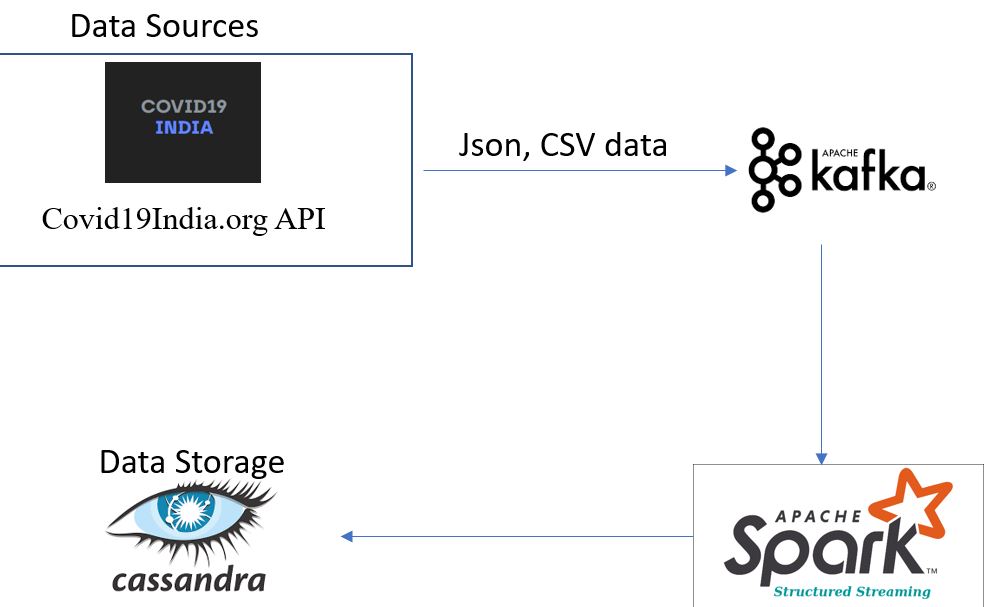 Data Sources
COVID19
INDIA
Covid19India.org API
Json, CSV data
APACHE
kafka®
Data Storage
cassandra
APACHE
Spark™
Structured Streaming